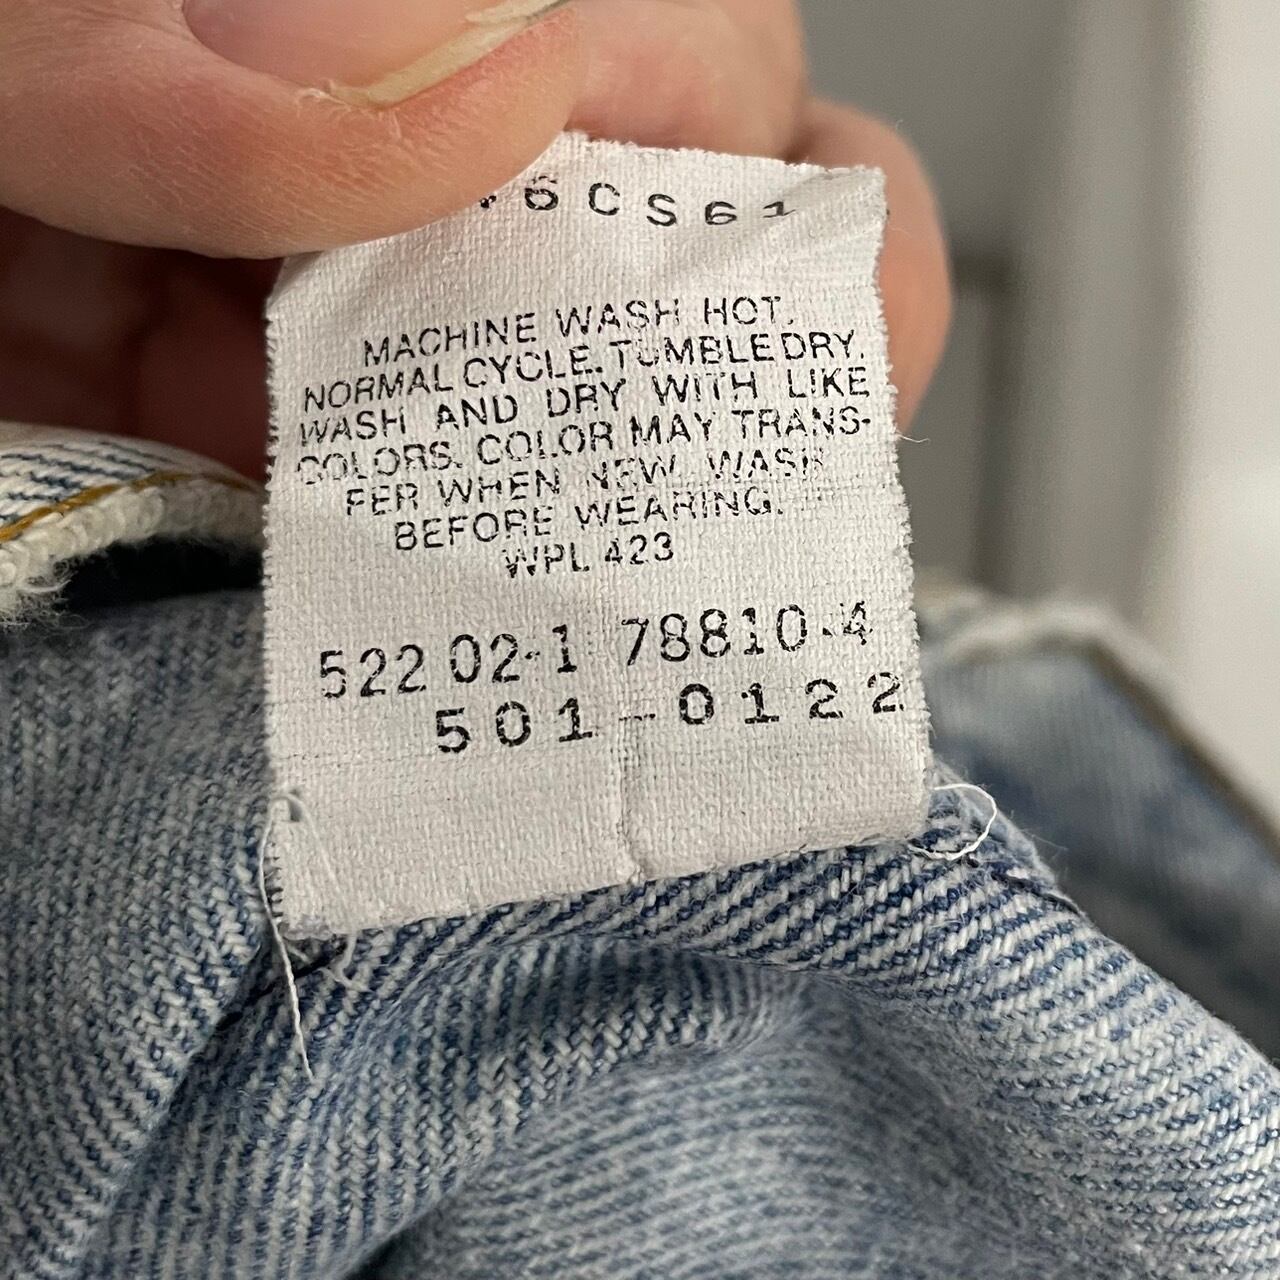 6CS61
MACHINE WASH HOT.
NORMAL CYCLE. TUMBLE DRY.
WASH AND DRY WITH LIKE
COLORS. COLOR MAY TRANS-
FER WHEN NEW. WASH
BEFORE WEARING.
WPL 423
522 02-1 78810-4
501-0122